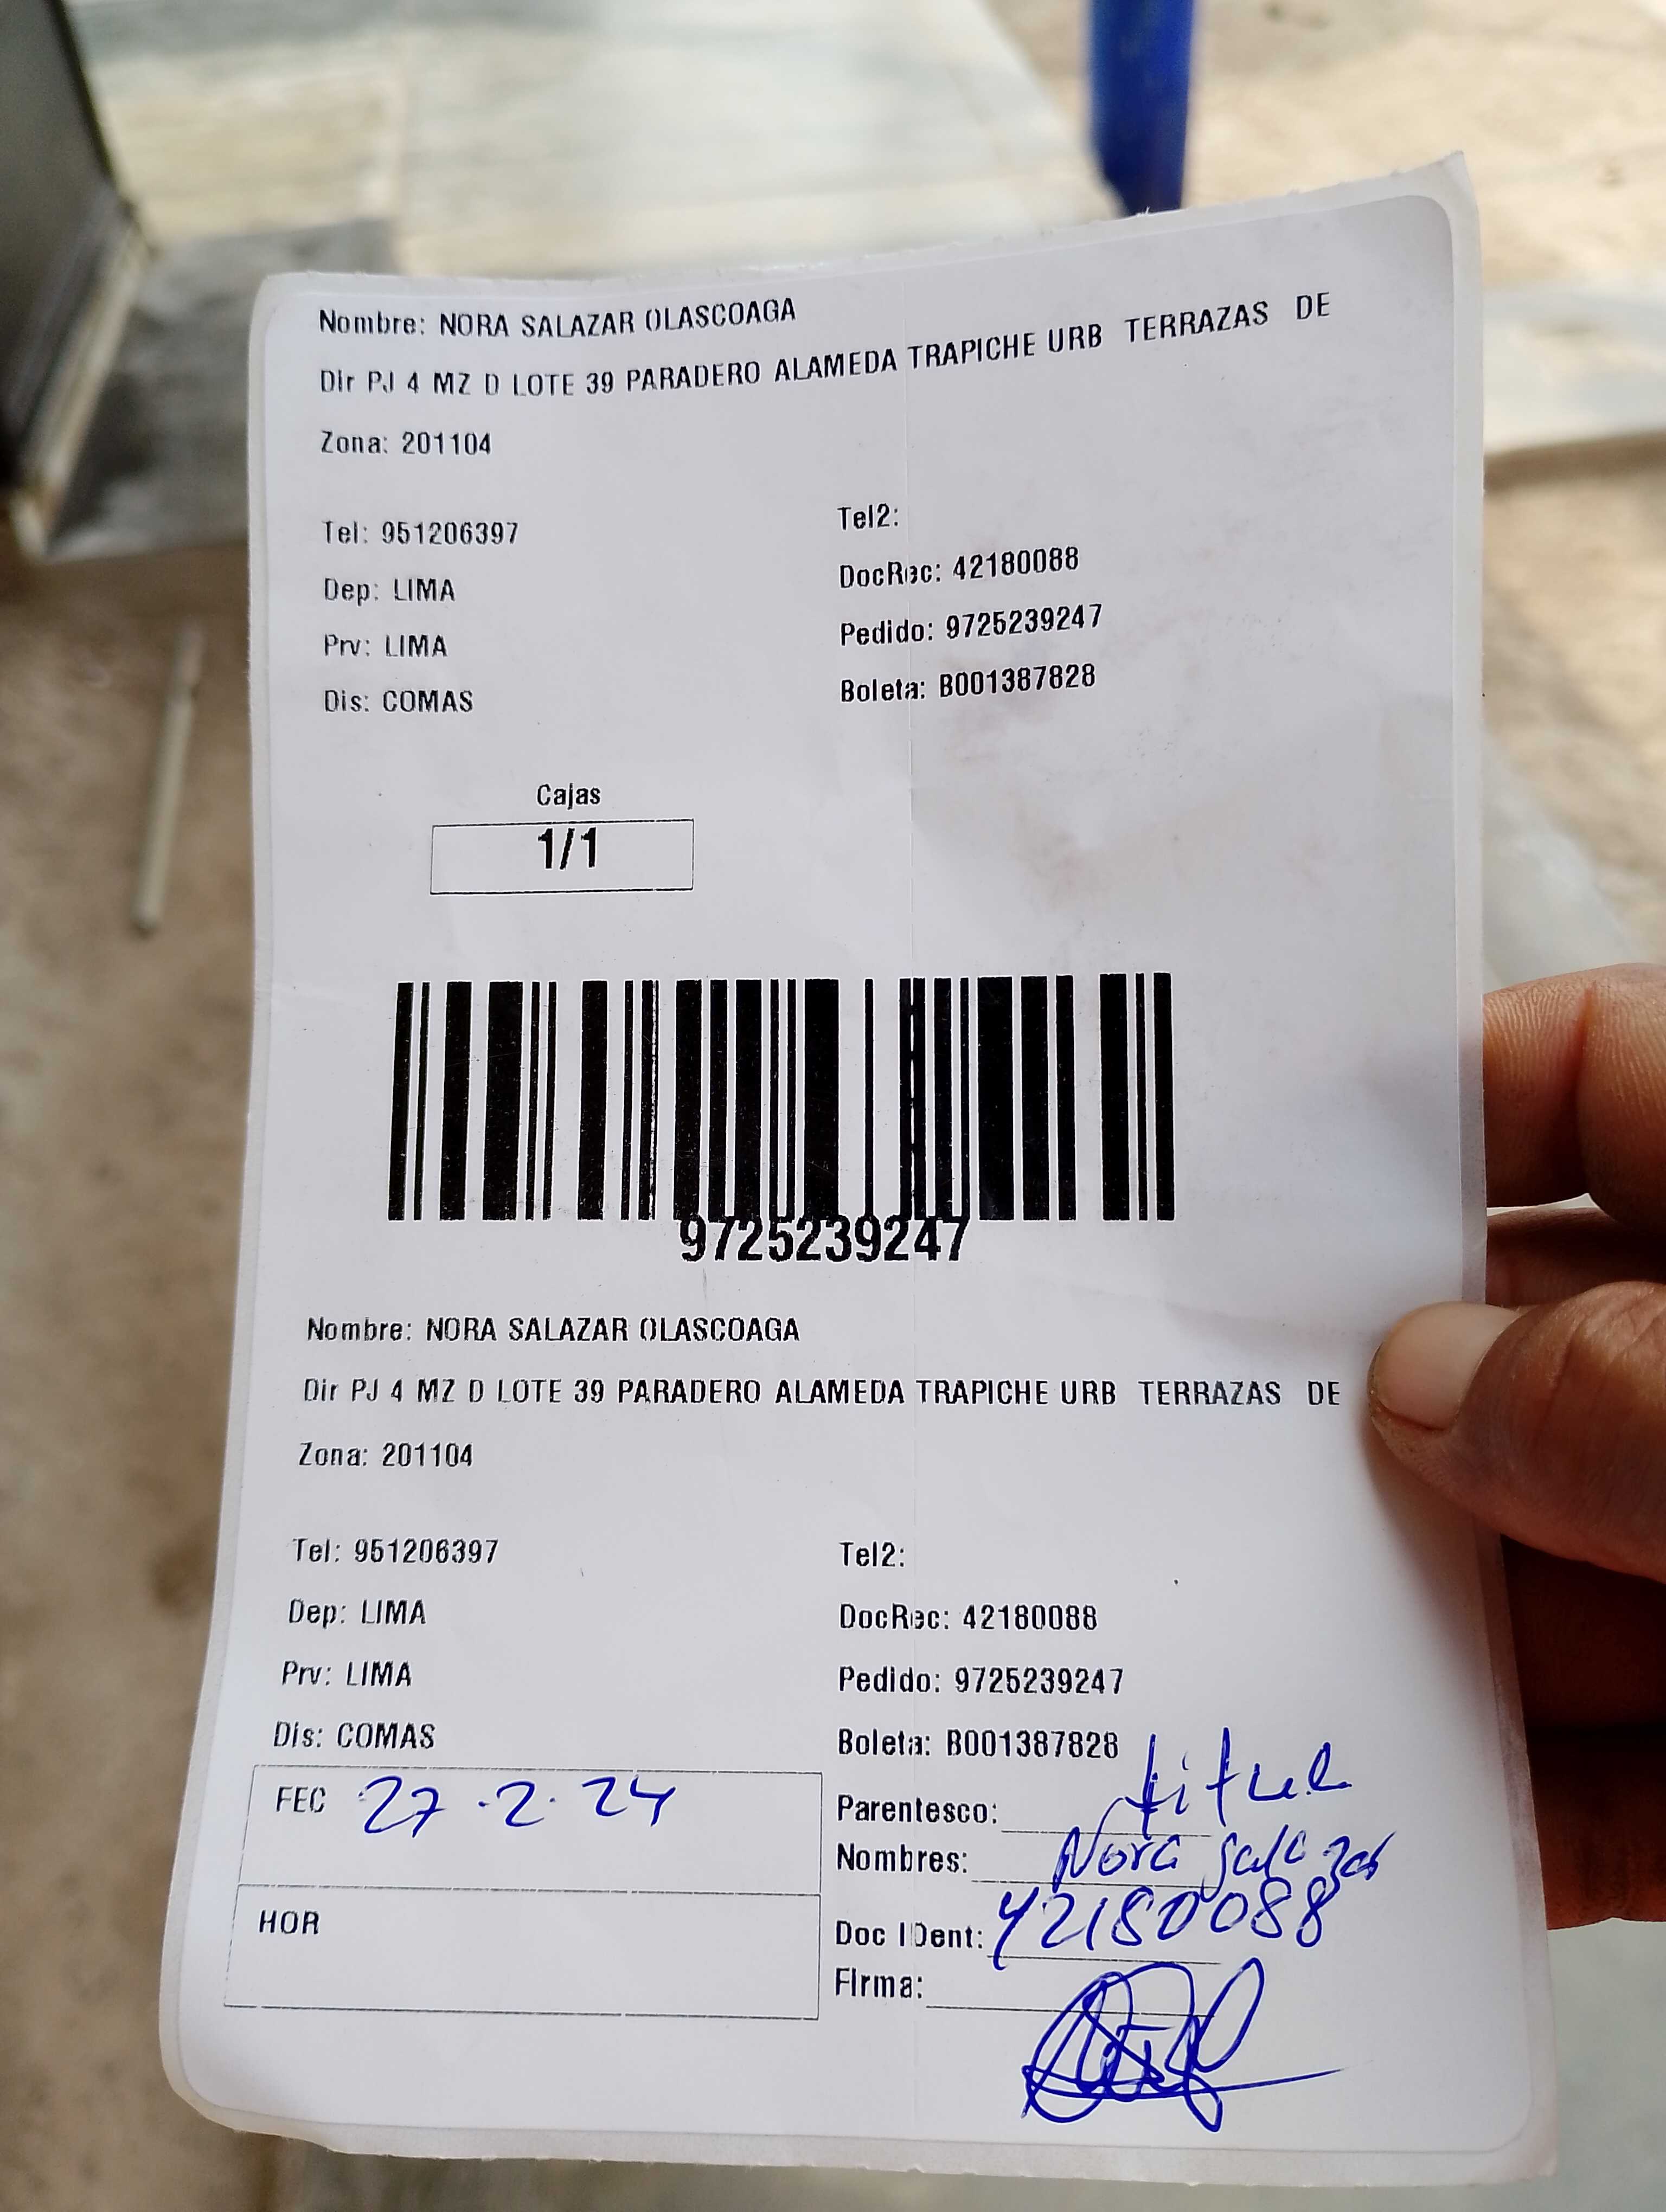 Nombre: NORA SALAZAR OLASCOAGA
Dir PJ 4 MZ D LOTE 39 PARADERO ALAMEDA TRAPICHE URB TERRAZAS DE
Zona: 201104
Tel: 951206397 Tel2:
Dep: LIMA DocRec: 42180088
Prv: LIMA Pedido: 9725239247
Dis: COMAS Boleta: B001387828
Cajas
1/1
9725239247
Nombre: NORA SALAZAR OLASCOAGA
Dir PJ 4 MZ D LOTE 39 PARADERO ALAMEDA TRAPICHE URB TERRAZAS DE
Zona: 201104
Tel: 951206397 Tel2:
Dep: LIMA DocRec: 42180088
Prv: LIMA Pedido: 9725239247
Dis: COMAS Boleta: B001387828
FEC 27.2.24 Parentesco: titular
Nombres: Nora Salazar
HOR Doc IDent: 42180088
Firma: